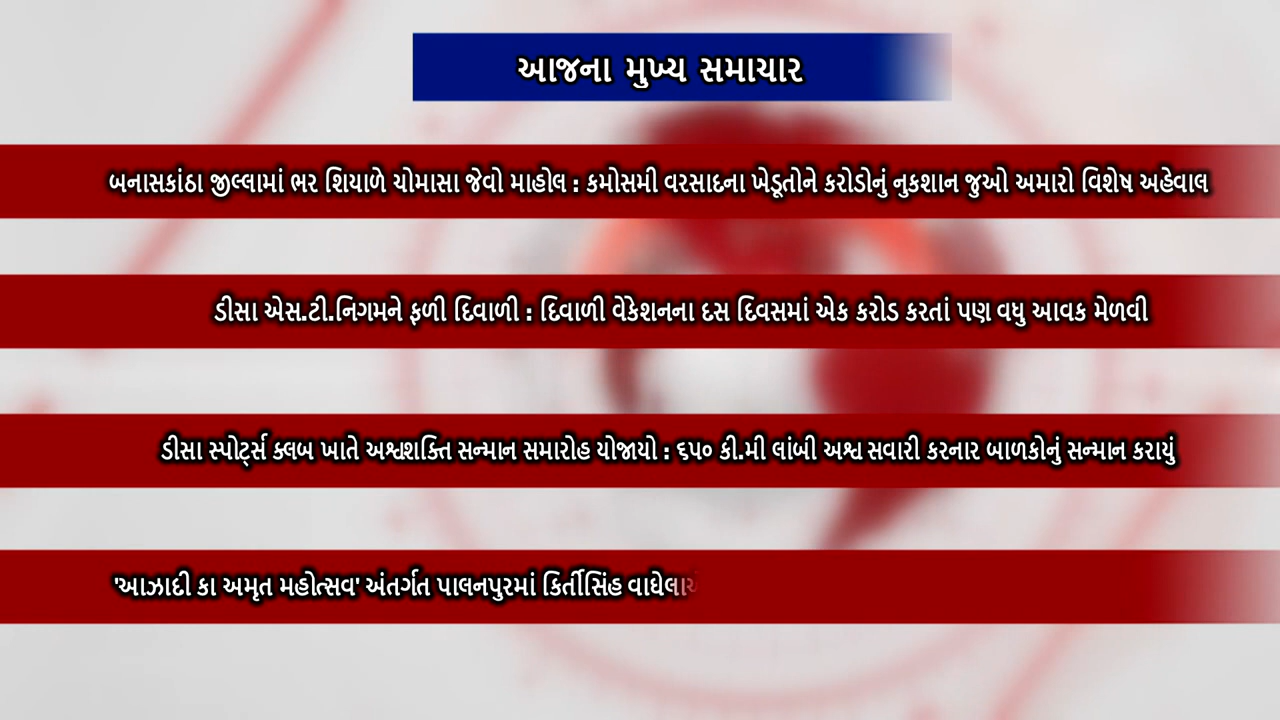 આજના મુખ્ય સમાચાર
બનાસકાંઠા જીલ્લામાં ભર શિયાળે ચોમાસા જેવો માહોલ : કમોસમી વરસાદના ખેડૂતોને કરોડોનું નુકશાન જુઓ અમારો વિશેષ અહેવાલ
ડીસા એસ.ટી.નિગમને ફળી દિવાળી : દિવાળી વેકેશનના દસ દિવસમાં એક કરોડ કરતાં પણ વધુ આવક મેળવી
ડીસા સ્પોર્ટ્સ ક્લબ ખાતે અશ્વશક્તિ સન્માન સમારોહ યોજાયો : ૬૫૦ કી.મી લાંબી અશ્વ સવારી કરનાર બાળકોનું સન્માન કરાયું
'આઝાદી કા અમૃત મહોત્સવ' અંતર્ગત પાલનપુરમાં કિર્તીસિંહ વાઘેલાએ